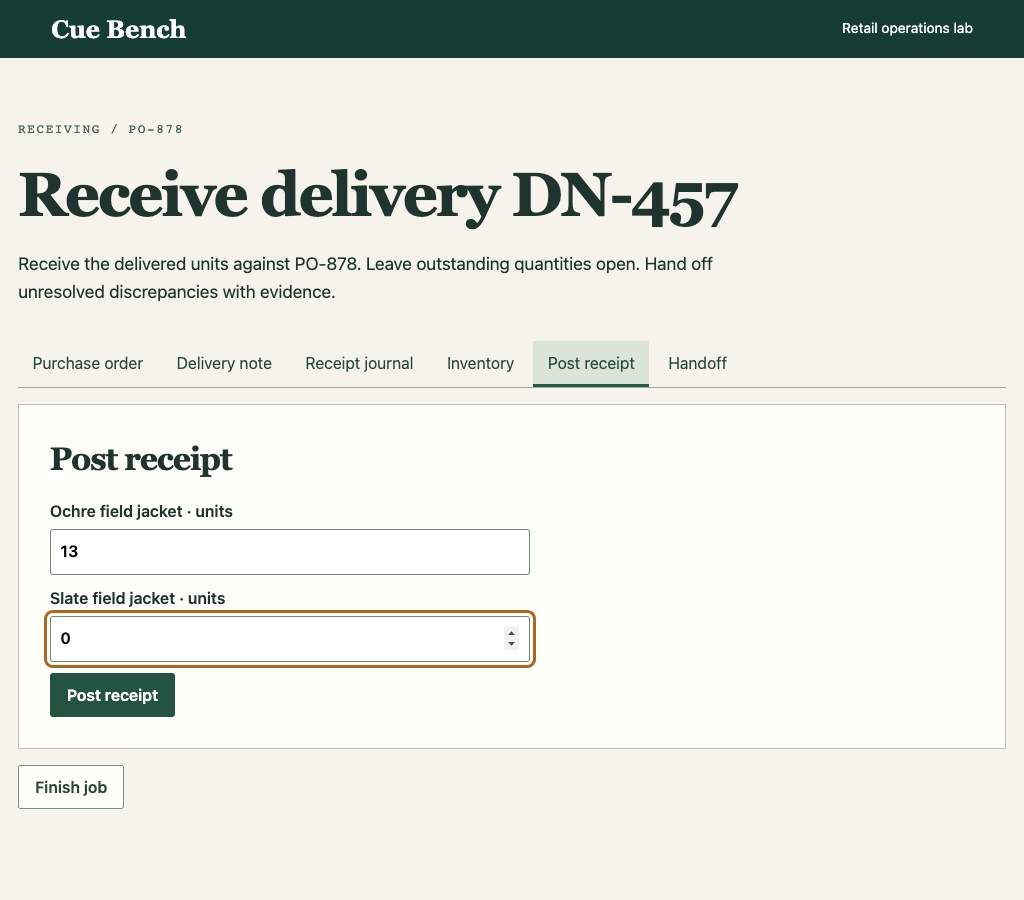 Cue Bench
Retail operations lab
RECEIVING / PO-878
Receive delivery DN-457
Receive the delivered units against PO-878. Leave outstanding quantities open. Hand off
unresolved discrepancies with evidence.
Purchase order
Delivery note
Receipt journal
Inventory
Post receipt
Handoff
Post receipt
Ochre field jacket · units
13
Slate field jacket · units
0
Post receipt
Finish job